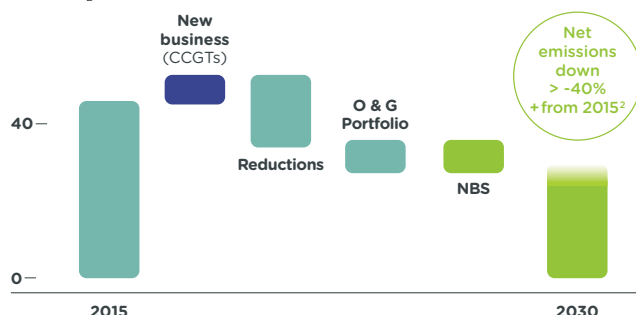 New
business
(CCGTs)
Net
emissions
down
> -40%
+from 2015²
40
O & G
Portfolio
Reductions
NBS
0
2015
2030